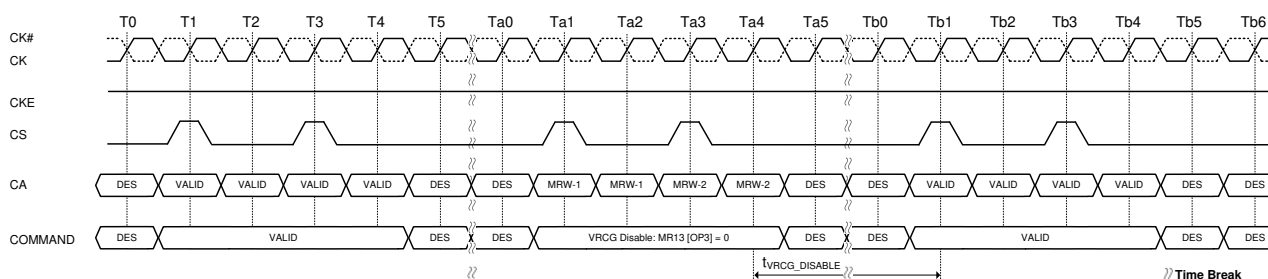 T0 T1 T2 T3 T4 T5 Ta0 Ta1 Ta2 Ta3 Ta4 Ta5 Tb0 Tb1 Tb2 Tb3 Tb4 Tb5 Tb6
CK#
CK
CKE
CS
CA DES VALID VALID VALID VALID DES DES MRW-1 MRW-1 MRW-2 MRW-2 DES DES VALID VALID VALID VALID DES DES
COMMAND DES VALID DES DES VRCG Disable: MR13 [OP3] = 0 DES DES VALID DES DES
tVRCG_DISABLE
Time Break